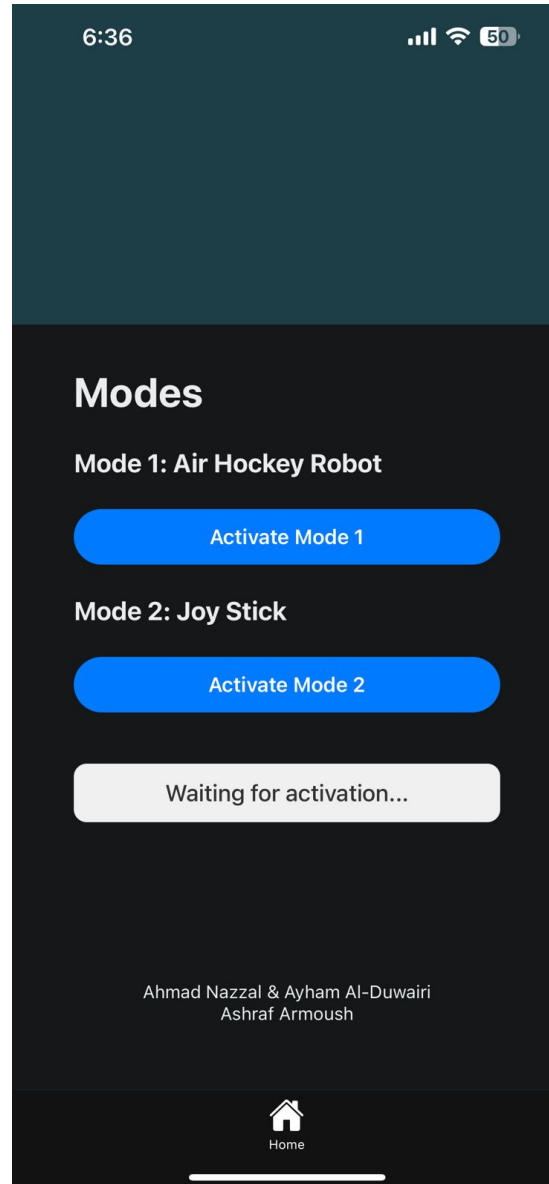 6:36
50
Modes
Mode 1: Air Hockey Robot
Activate Mode 1
Mode 2: Joy Stick
Activate Mode 2
Waiting for activation...
Ahmad Nazzal & Ayham Al-Duwairi
Ashraf Armoush
Home